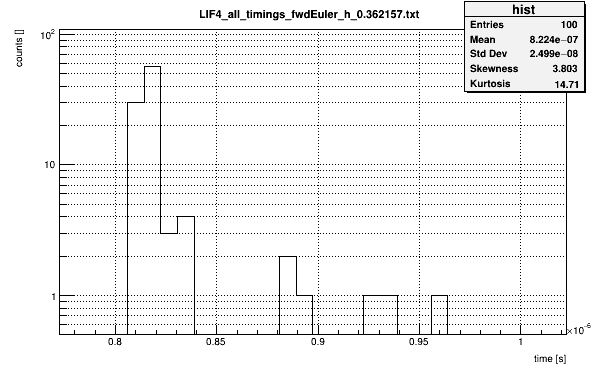 LIF4_all_timings_fwdEuler_h_0.362157.txt
hist
Entries 100
Mean 8.224e−07
Std Dev 2.499e−08
Skewness 3.803
Kurtosis 14.71
counts []
10²
10
1
0.8 0.85 0.9 0.95 1
×10⁻⁶
time [s]